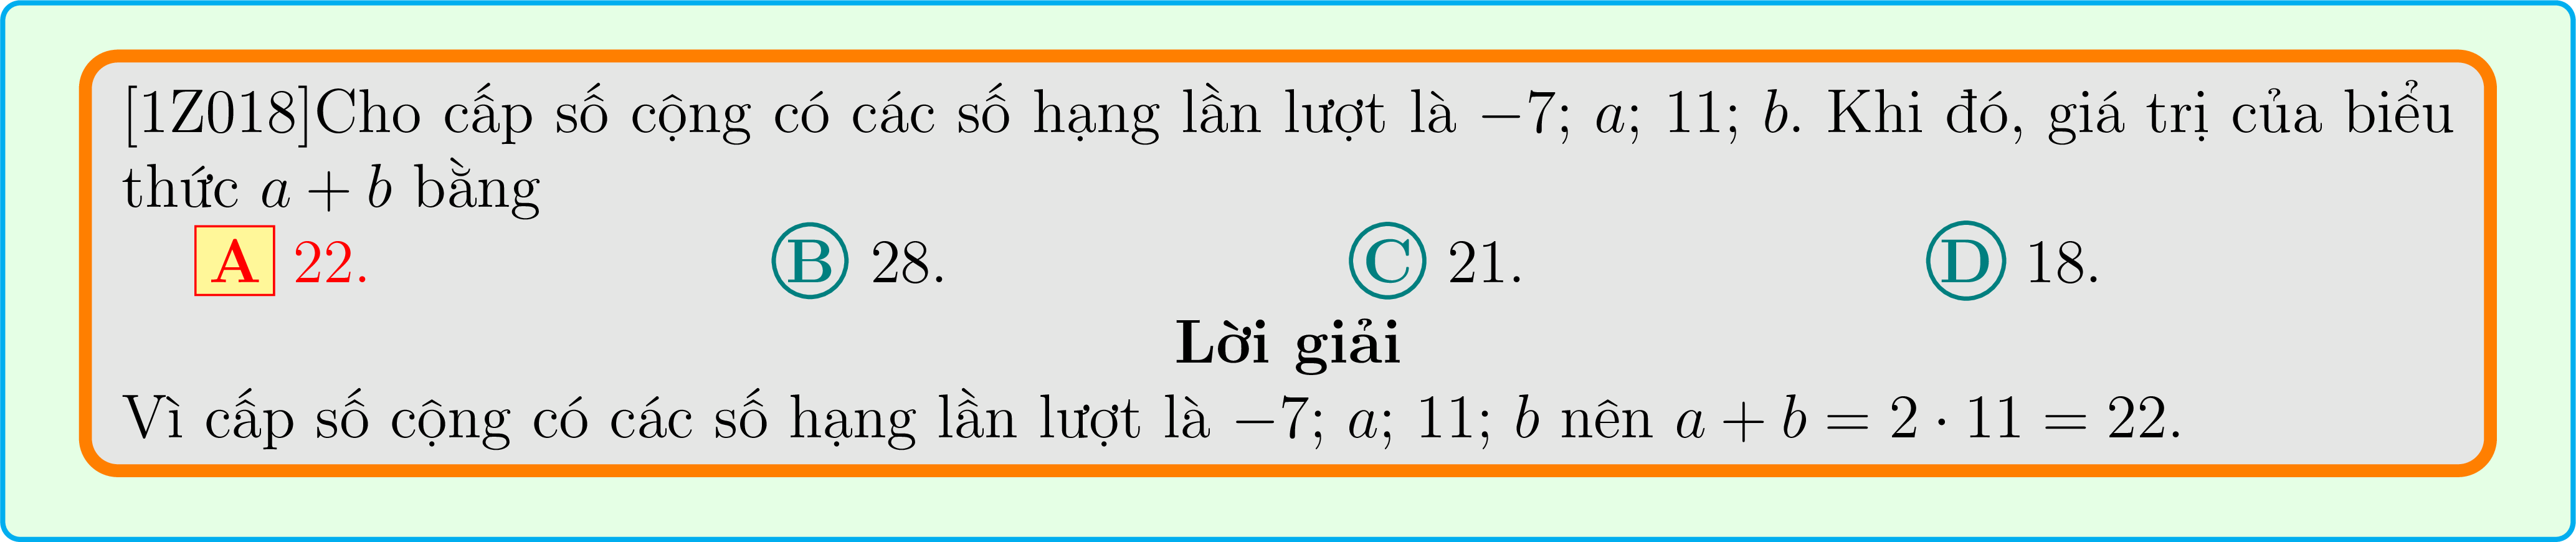 [1Z018]Cho cấp số cộng có các số hạng lần lượt là −7; a; 11; b. Khi đó, giá trị của biểu
thức a + b bằng
A 22. B 28. C 21. D 18.
Lời giải
Vì cấp số cộng có các số hạng lần lượt là −7; a; 11; b nên a + b = 2 · 11 = 22.